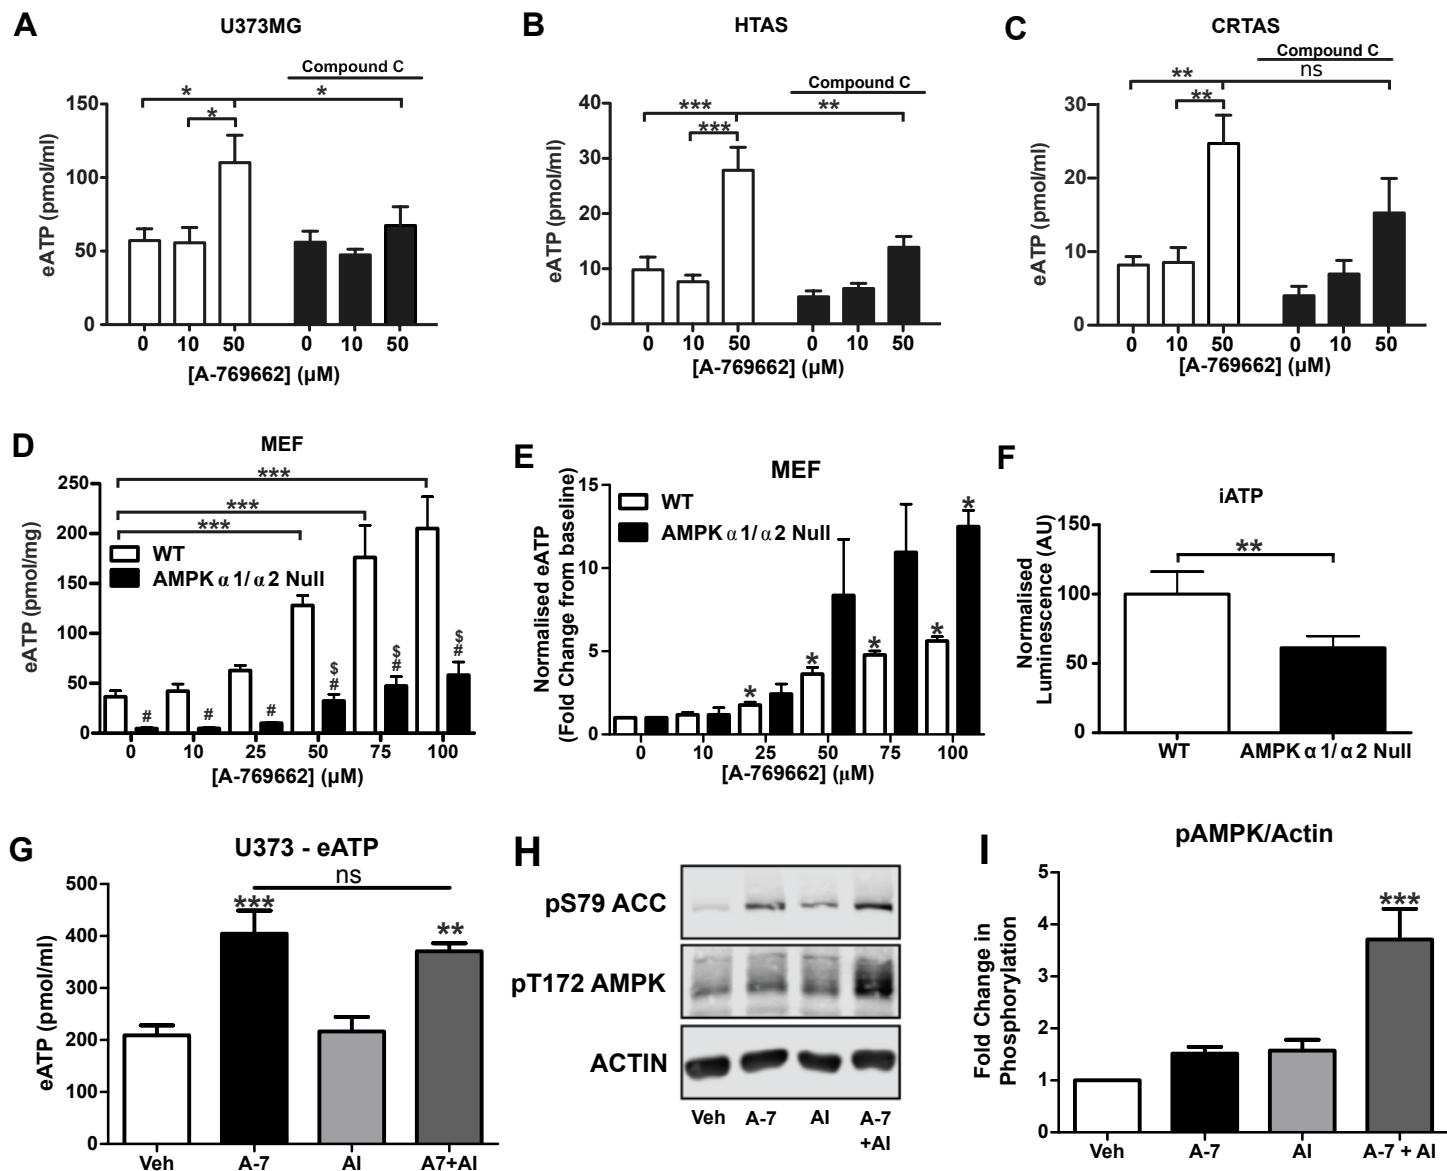 A
U373MG
Compound C
* *
*
150
100
50
0
eATP (pmol/ml)
0 10 50 0 10 50
[A-769662] (µM)
B
HTAS
Compound C
*** **
***
40
30
20
10
0
eATP (pmol/ml)
0 10 50 0 10 50
[A-769662] (µM)
C
CRTAS
Compound C
** ns
**
30
20
10
0
eATP (pmol/ml)
0 10 50 0 10 50
[A-769662] (µM)
D
MEF
***
***
***
250
200
150
100
50
0
eATP (pmol/mg)
WT
AMPK α1/α2 Null
$ $ $
# # # # # #
0 10 25 50 75 100
[A-769662] (µM)
E
MEF
15
10
5
0
Normalised eATP
(Fold Change from baseline)
WT
AMPK α1/α2 Null
* * * * *
0 10 25 50 75 100
[A-769662] (µM)
F
iATP
**
150
100
50
0
Normalised
Luminescence (AU)
WT AMPK α1/α2 Null
G
U373 - eATP
ns
*** **
500
400
300
200
100
0
eATP (pmol/ml)
Veh A-7 AI A7+AI
H
pS79 ACC
pT172 AMPK
ACTIN
Veh A-7 AI A-7
+AI
I
pAMPK/Actin
***
5
4
3
2
1
0
Fold Change in
Phosphorylation
Veh A-7 AI A-7 + AI